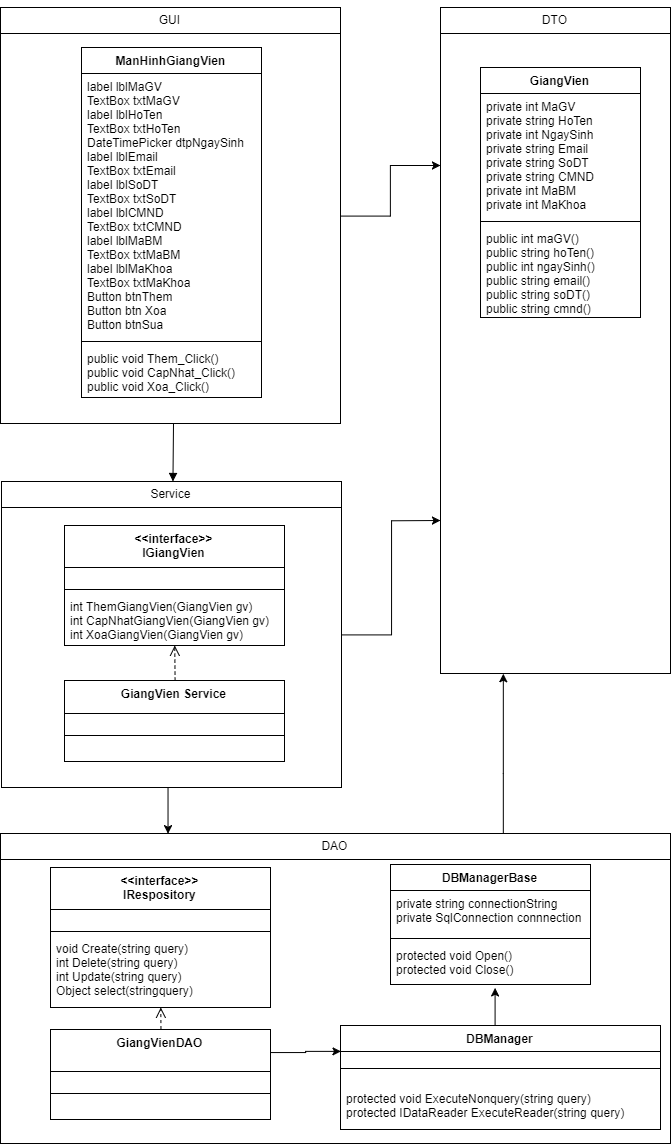 GUI
ManHinhGiangVien
label lblMaGV
TextBox txtMaGV
label lblHoTen
TextBox txtHoTen
DateTimePicker dtpNgaySinh
label lblEmail
TextBox txtEmail
label lblSoDT
TextBox txtSoDT
label lblCMND
TextBox txtCMND
label lblMaBM
TextBox txtMaBM
label lblMaKhoa
TextBox txtMaKhoa
Button btnThem
Button btn Xoa
Button btnSua
public void Them_Click()
public void CapNhat_Click()
public void Xoa_Click()
DTO
GiangVien
private int MaGV
private string HoTen
private int NgaySinh
private string Email
private string SoDT
private string CMND
private int MaBM
private int MaKhoa
public int maGV()
public string hoTen()
public int ngaySinh()
public string email()
public string soDT()
public string cmnd()
Service
<<interface>>
IGiangVien
int ThemGiangVien(GiangVien gv)
int CapNhatGiangVien(GiangVien gv)
int XoaGiangVien(GiangVien gv)
GiangVien Service
DAO
<<interface>>
IRespository
void Create(string query)
int Delete(string query)
int Update(string query)
Object select(stringquery)
GiangVienDAO
DBManagerBase
private string connectionString
private SqlConnection connnection
protected void Open()
protected void Close()
DBManager
protected void ExecuteNonquery(string query)
protected IDataReader ExecuteReader(string query)